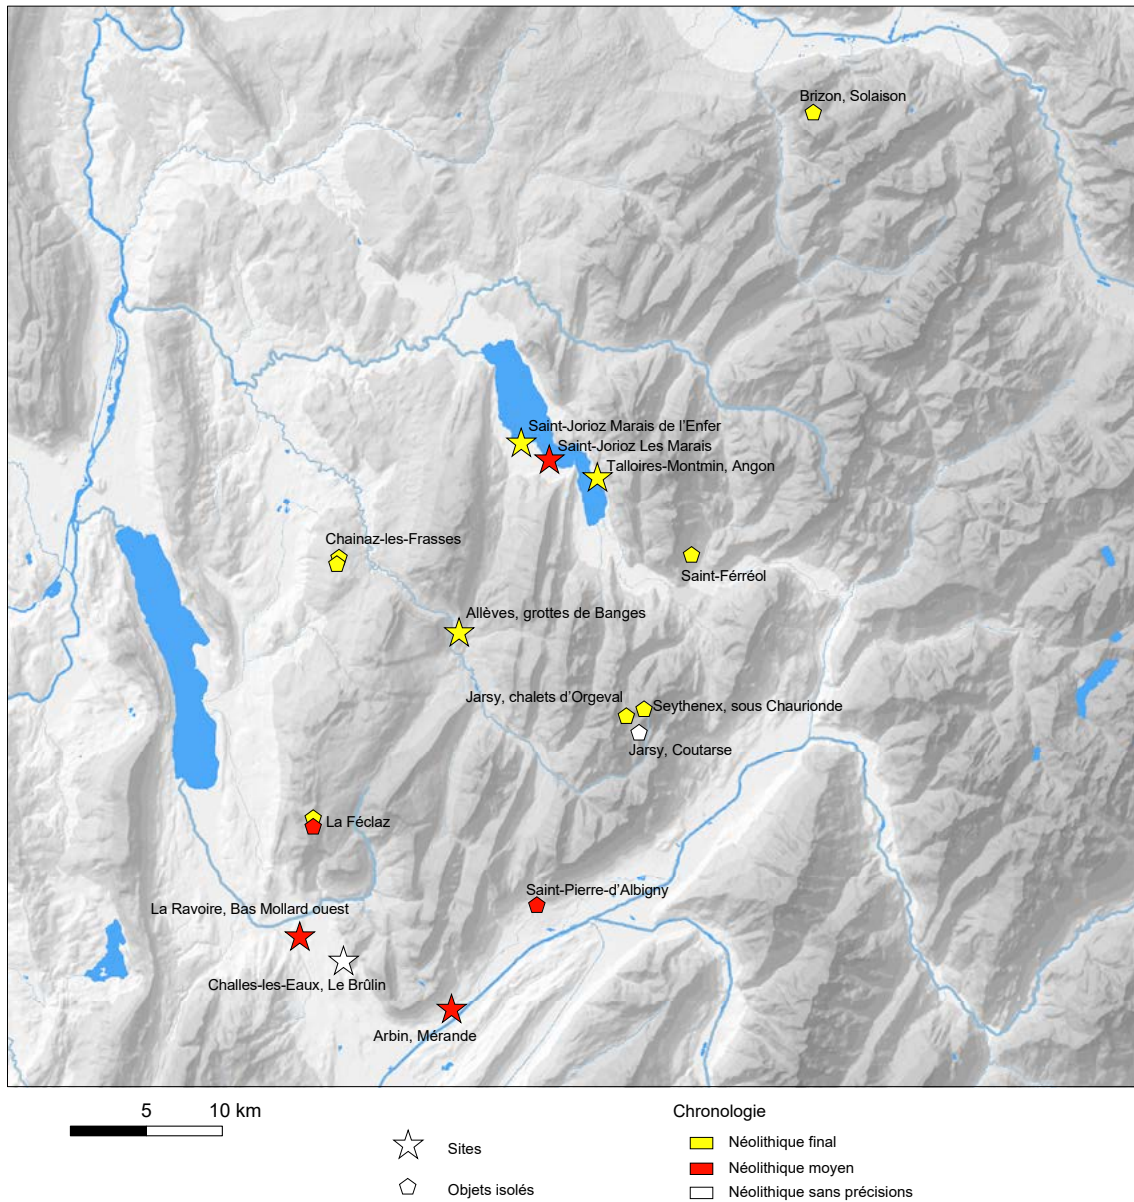 Brizon, Solaison
Saint-Jorioz Marais de l'Enfer
Saint-Jorioz Les Marais
Talloires-Montmin, Angon
Chainaz-les-Frasses
Saint-Férréol
Allèves, grottes de Banges
Jarsy, chalets d'Orgeval
Seythenex, sous Chaurionde
Jarsy, Coutarse
La Féclaz
Saint-Pierre-d'Albigny
La Ravoire, Bas Mollard ouest
Challes-les-Eaux, Le Brûlin
Arbin, Mérande
5 10 km
Sites
Objets isolés
Chronologie
Néolithique final
Néolithique moyen
Néolithique sans précisions